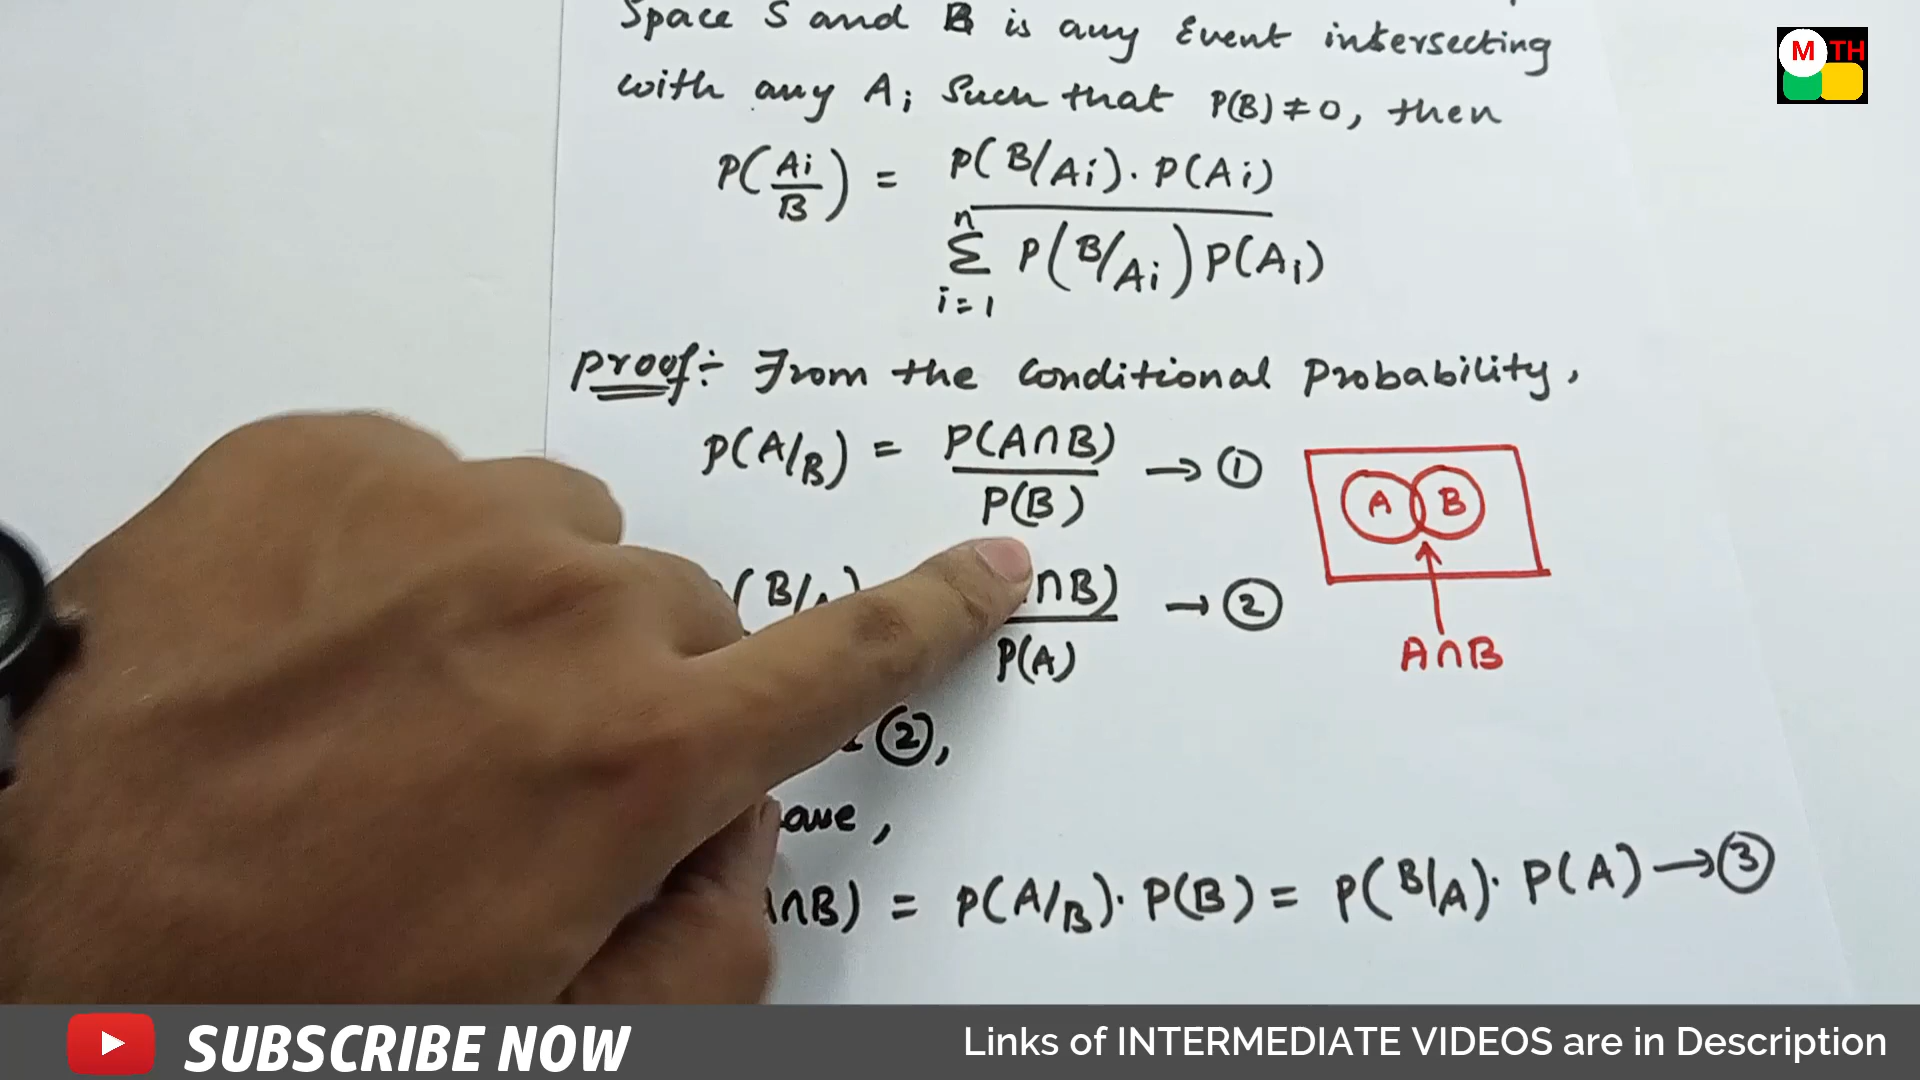 Space S and B is any Event intersecting
with any Ai Such that P(B) ≠ 0, then
P(Ai/B) = P(B/Ai). P(Ai)
n
Σ P(B/Ai) P(Ai)
i=1
Proof:- From the Conditional Probability,
P(A/B) = P(A∩B) → ①
P(B)
A B
(B/A) ∩B) → ②
P(A)
A∩B
②,
∩B) = P(A/B). P(B) = P(B/A). P(A) → ③
M TH
SUBSCRIBE NOW
Links of INTERMEDIATE VIDEOS are in Description